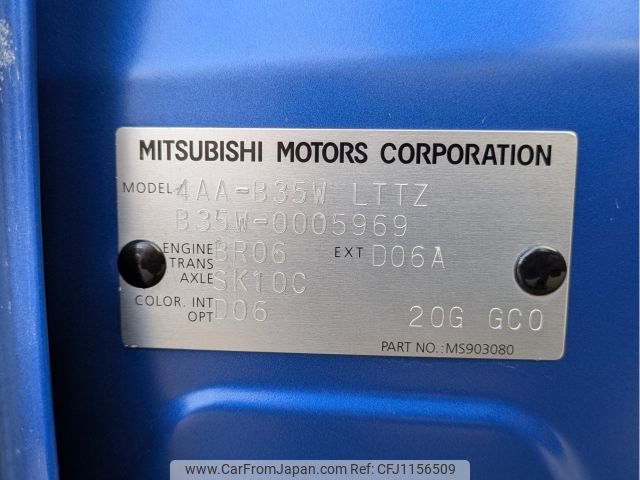 MITSUBISHI MOTORS CORPORATION
MODEL 4AA-B35W LTTZ
B35W-0005969
ENGINE BR06 EXT D06A
TRANS
AXLE SK10C
COLOR. INT D06
OPT 20G GC0
PART NO.:MS903080
www.CarFromJapan.com | CFJ1156509